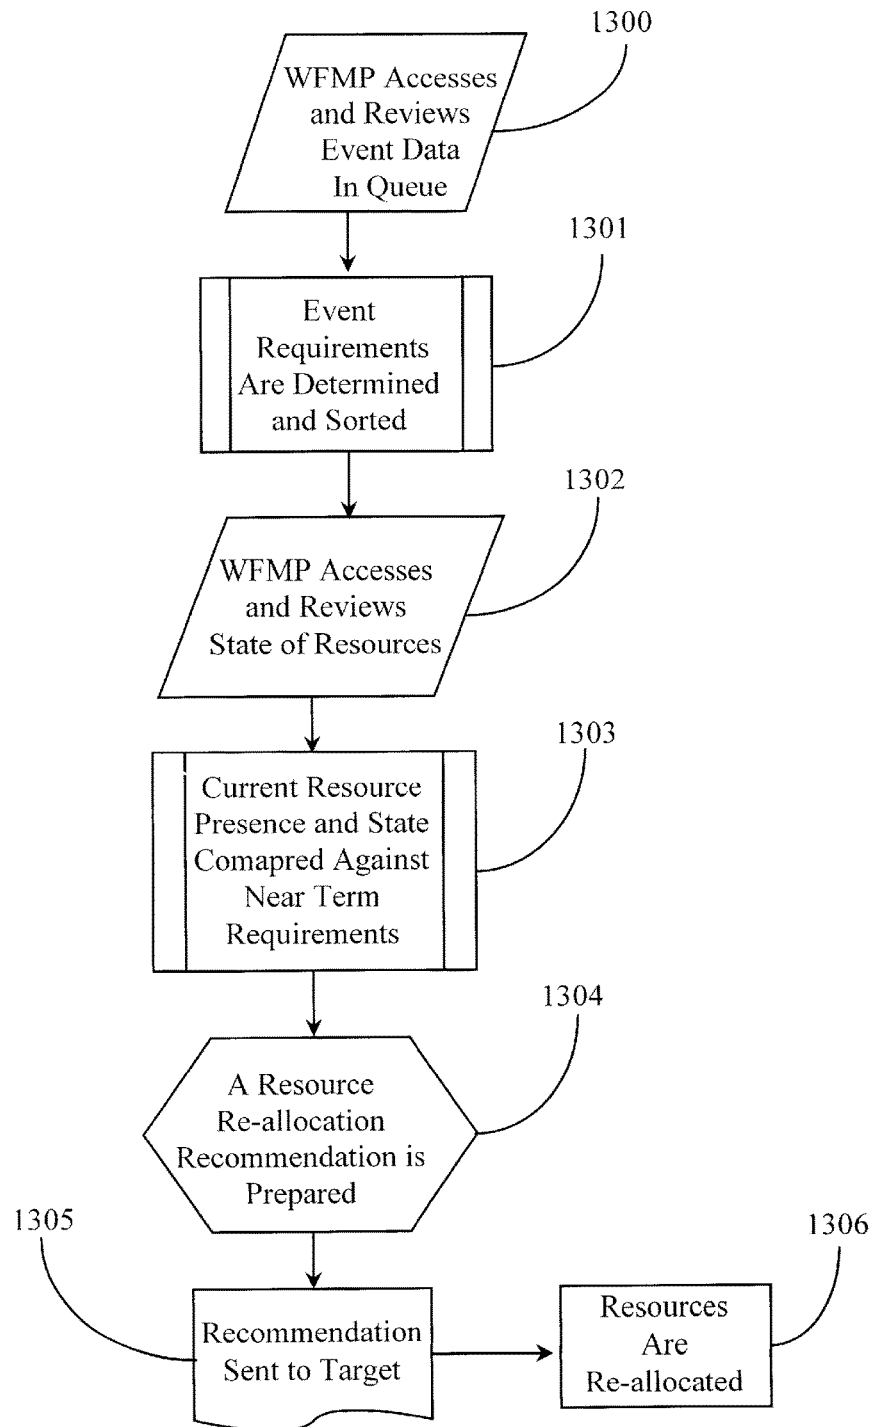 1300
WFMP Accesses
and Reviews
Event Data
In Queue
1301
Event
Requirements
Are Determined
and Sorted
1302
WFMP Accesses
and Reviews
State of Resources
1303
Current Resource
Presence and State
Comapred Against
Near Term
Requirements
1304
A Resource
Re-allocation
Recommendation is
Prepared
1305
Recommendation
Sent to Target
1306
Resources
Are
Re-allocated